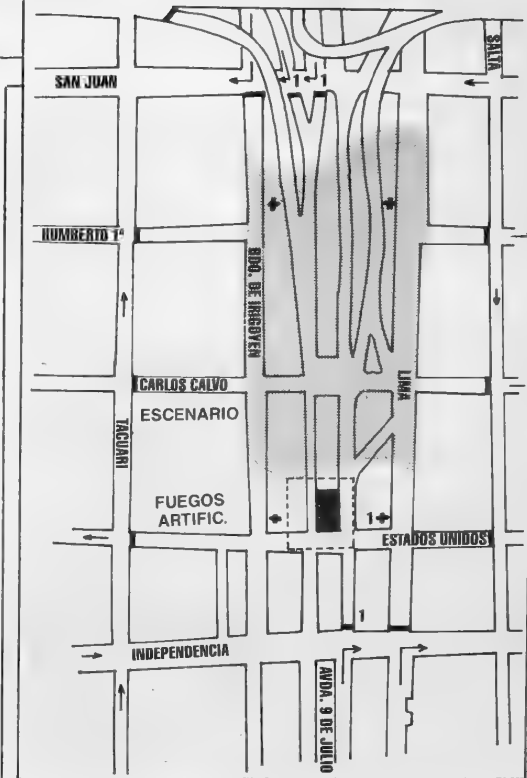 SALTA
SAN JUAN
1
1
HUMBERTO 1º
BDO. DE IRIGOYEN
CARLOS CALVO
LIMA
ESCENARIO
TACUARI
FUEGOS
ARTIFIC.
1
ESTADOS UNIDOS
1
INDEPENDENCIA
AVDA. 9 DE JULIO